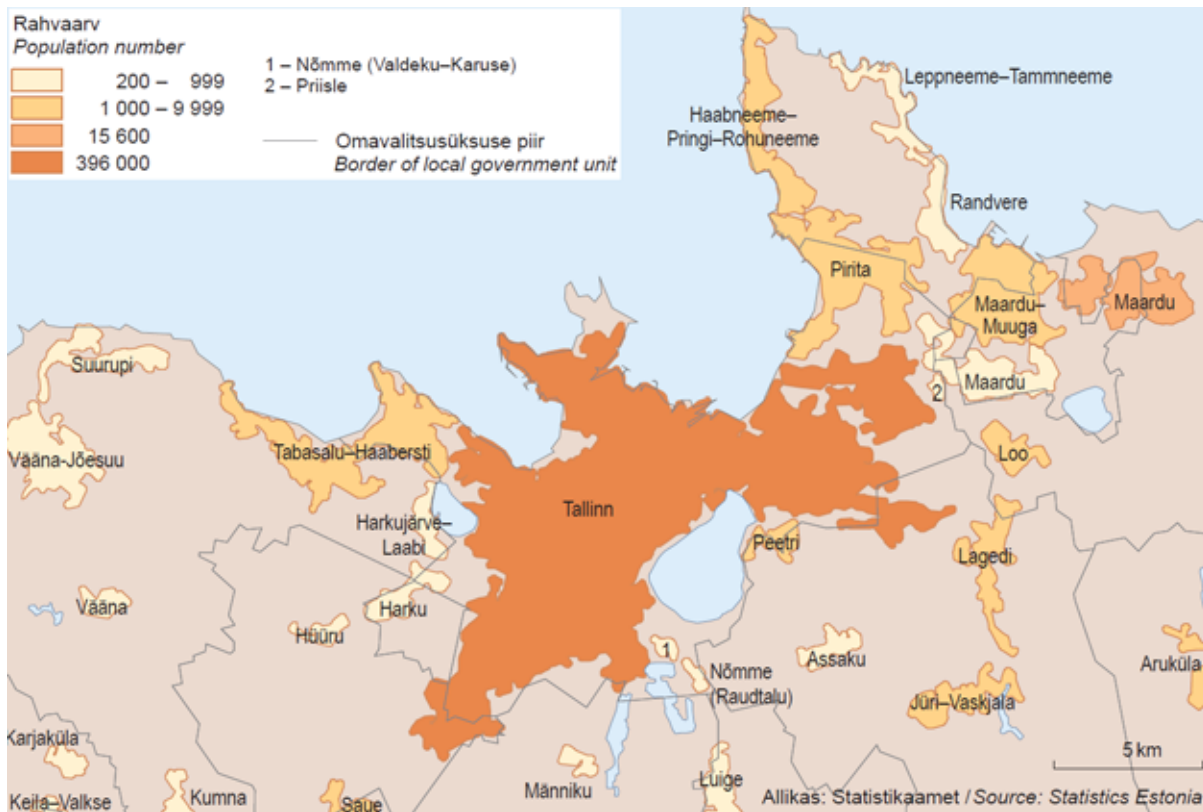 Rahvaarv
Population number
200 – 999
1 000 – 9 999
15 600
396 000
1 – Nõmme (Valdeku–Karuse)
2 – Priisle
Omavalitsusüksuse piir
Border of local government unit
Leppneeme–Tammneeme
Haabneeme–
Pringi–Rohuneeme
Randvere
Pirita
Maardu–
Muuga
Maardu
Suurupi
2
Maardu
Tabasalu–Haabersti
Vääna-Jõesuu
Loo
Tallinn
Harkujärve–
Laabi
Peetri
Lagedi
Vääna
Harku
Hüüru
1
Assaku
Aruküla
Nõmme
(Raudtalu)
Jüri–Vaskjala
Karjaküla
5 km
Männiku
Luige
Keila–Valkse
Kumna
Saue
Allikas: Statistikaamet / Source: Statistics Estonia